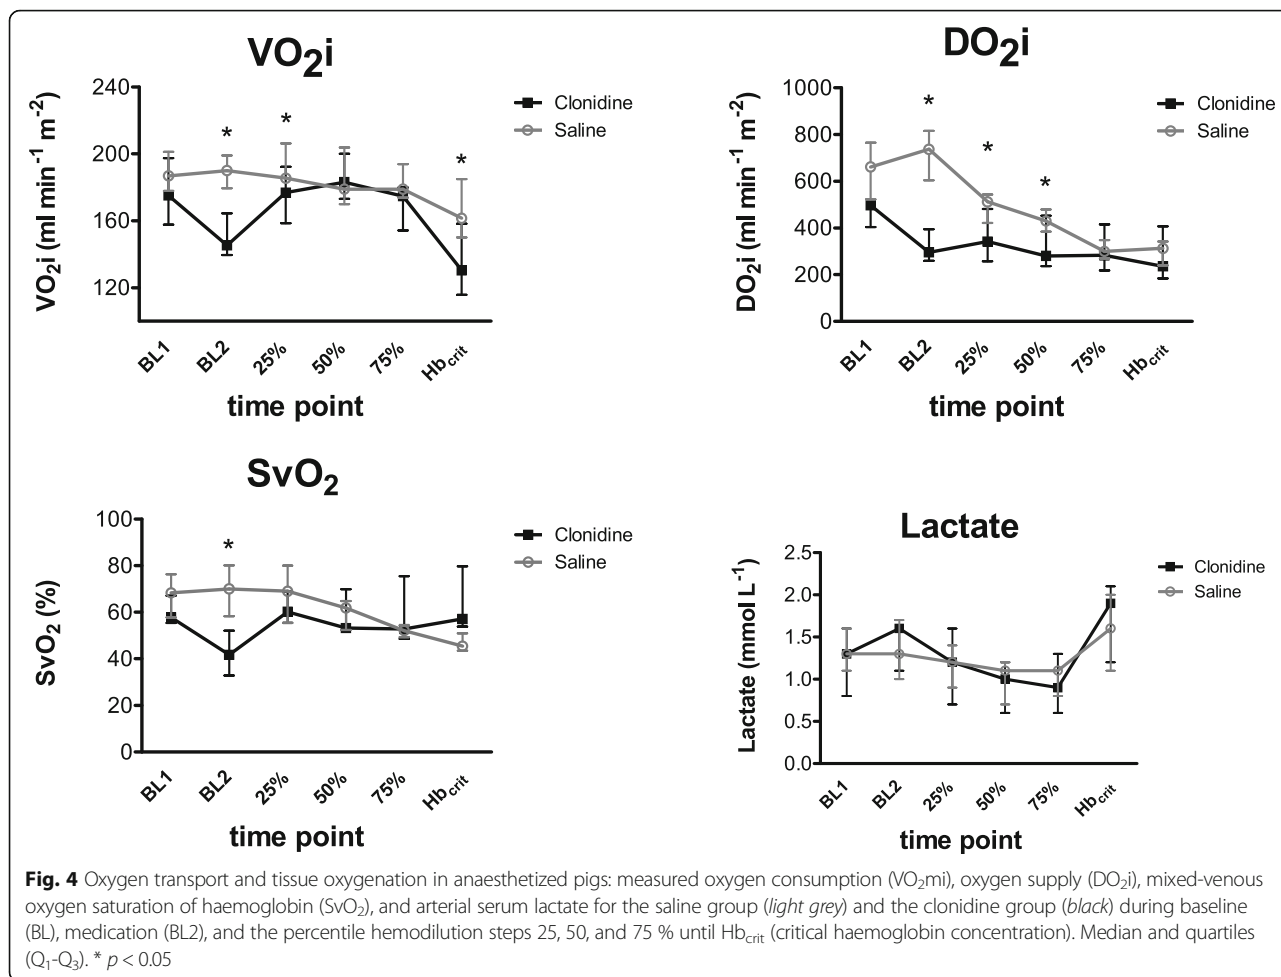 VO2i
240
200
160
120
VO2i (ml min-1 m-2)
* * *
Clonidine
Saline
BL1 BL2 25% 50% 75% Hbcrit
time point
DO2i
1000
800
600
400
200
0
DO2i (ml min-1 m-2)
* * *
Clonidine
Saline
BL1 BL2 25% 50% 75% Hbcrit
time point
SvO2
100
80
60
40
20
0
SvO2 (%)
*
Clonidine
Saline
BL1 BL2 25% 50% 75% Hbcrit
time point
Lactate
2.5
2.0
1.5
1.0
0.5
0.0
Lactate (mmol L-1)
Clonidine
Saline
BL1 BL2 25% 50% 75% Hbcrit
time point
Fig. 4 Oxygen transport and tissue oxygenation in anaesthetized pigs: measured oxygen consumption (VO2mi), oxygen supply (DO2i), mixed-venous
oxygen saturation of haemoglobin (SvO2), and arterial serum lactate for the saline group (light grey) and the clonidine group (black) during baseline
(BL), medication (BL2), and the percentile hemodilution steps 25, 50, and 75 % until Hbcrit (critical haemoglobin concentration). Median and quartiles
(Q1-Q3). * p < 0.05